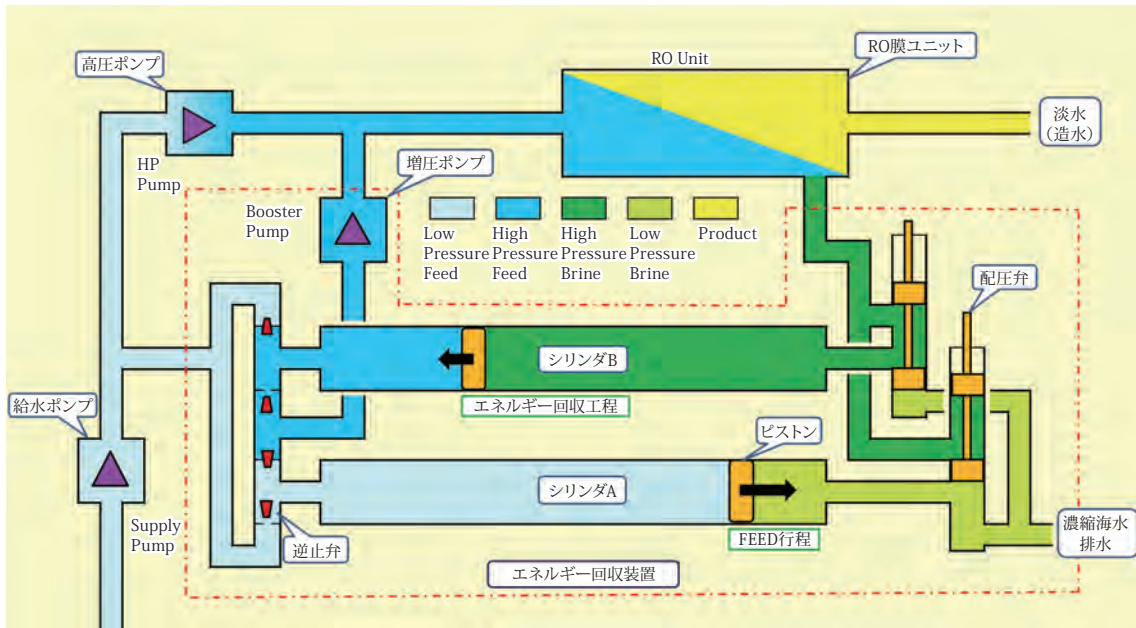 高圧ポンプ
HP
Pump
RO Unit
RO膜ユニット
淡水
（造水）
増圧ポンプ
Booster
Pump
Low
Pressure
Feed
High
Pressure
Feed
High
Pressure
Brine
Low
Pressure
Brine
Product
配圧弁
シリンダB
エネルギー回収工程
給水ポンプ
Supply
Pump
ピストン
シリンダA
逆止弁
FEED行程
濃縮海水
排水
エネルギー回収装置